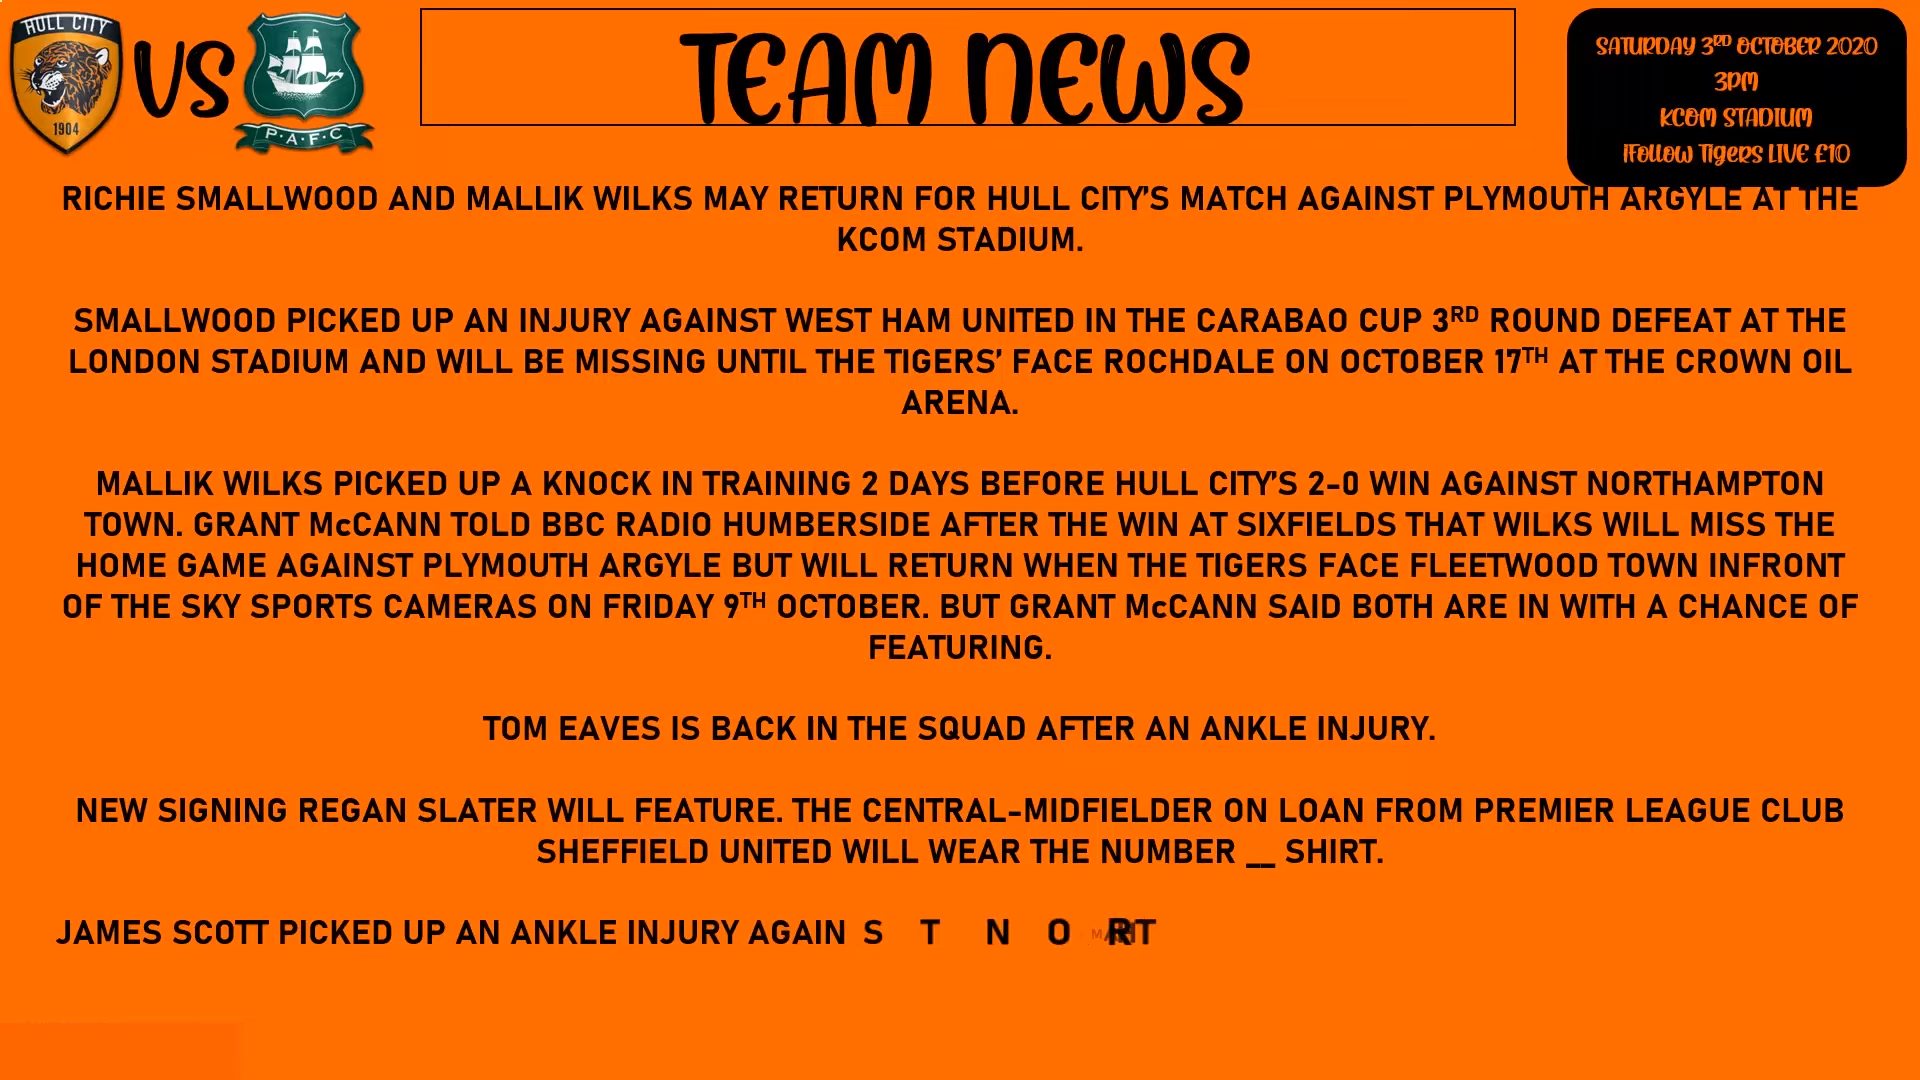 HULL CITY
1904
VS
P·A·F·C
TEAM NEWS
SATURDAY 3RD OCTOBER 2020
3PM
KCOM STADIUM
iFollow Tigers LIVE £10
RICHIE SMALLWOOD AND MALLIK WILKS MAY RETURN FOR HULL CITY'S MATCH AGAINST PLYMOUTH ARGYLE AT THE
KCOM STADIUM.
SMALLWOOD PICKED UP AN INJURY AGAINST WEST HAM UNITED IN THE CARABAO CUP 3RD ROUND DEFEAT AT THE
LONDON STADIUM AND WILL BE MISSING UNTIL THE TIGERS' FACE ROCHDALE ON OCTOBER 17TH AT THE CROWN OIL
ARENA.
MALLIK WILKS PICKED UP A KNOCK IN TRAINING 2 DAYS BEFORE HULL CITY'S 2-0 WIN AGAINST NORTHAMPTON
TOWN. GRANT McCANN TOLD BBC RADIO HUMBERSIDE AFTER THE WIN AT SIXFIELDS THAT WILKS WILL MISS THE
HOME GAME AGAINST PLYMOUTH ARGYLE BUT WILL RETURN WHEN THE TIGERS FACE FLEETWOOD TOWN INFRONT
OF THE SKY SPORTS CAMERAS ON FRIDAY 9TH OCTOBER. BUT GRANT McCANN SAID BOTH ARE IN WITH A CHANCE OF
FEATURING.
TOM EAVES IS BACK IN THE SQUAD AFTER AN ANKLE INJURY.
NEW SIGNING REGAN SLATER WILL FEATURE. THE CENTRAL-MIDFIELDER ON LOAN FROM PREMIER LEAGUE CLUB
SHEFFIELD UNITED WILL WEAR THE NUMBER __ SHIRT.
JAMES SCOTT PICKED UP AN ANKLE INJURY AGAIN S T N O